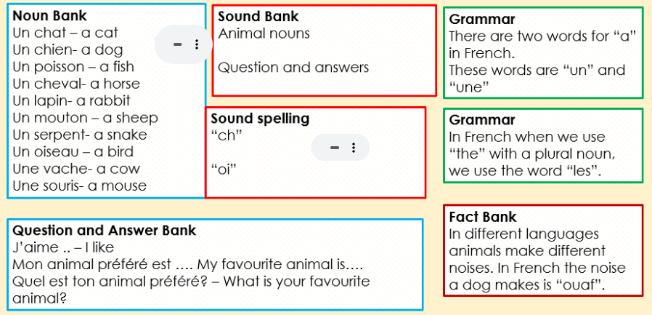 Noun Bank
Un chat – a cat
Un chien- a dog
Un poisson – a fish
Un cheval- a horse
Un lapin- a rabbit
Un mouton – a sheep
Un serpent- a snake
Un oiseau – a bird
Une vache- a cow
Une souris- a mouse
Sound Bank
Animal nouns
Question and answers
Sound spelling
“ch”
“oi”
Grammar
There are two words for “a”
in French.
These words are “un” and
“une”
Grammar
In French when we use
“the” with a plural noun,
we use the word “les”.
Question and Answer Bank
J’aime .. – I like
Mon animal préféré est …. My favourite animal is….
Quel est ton animal préféré? – What is your favourite
animal?
Fact Bank
In different languages
animals make different
noises. In French the noise
a dog makes is “ouaf”.